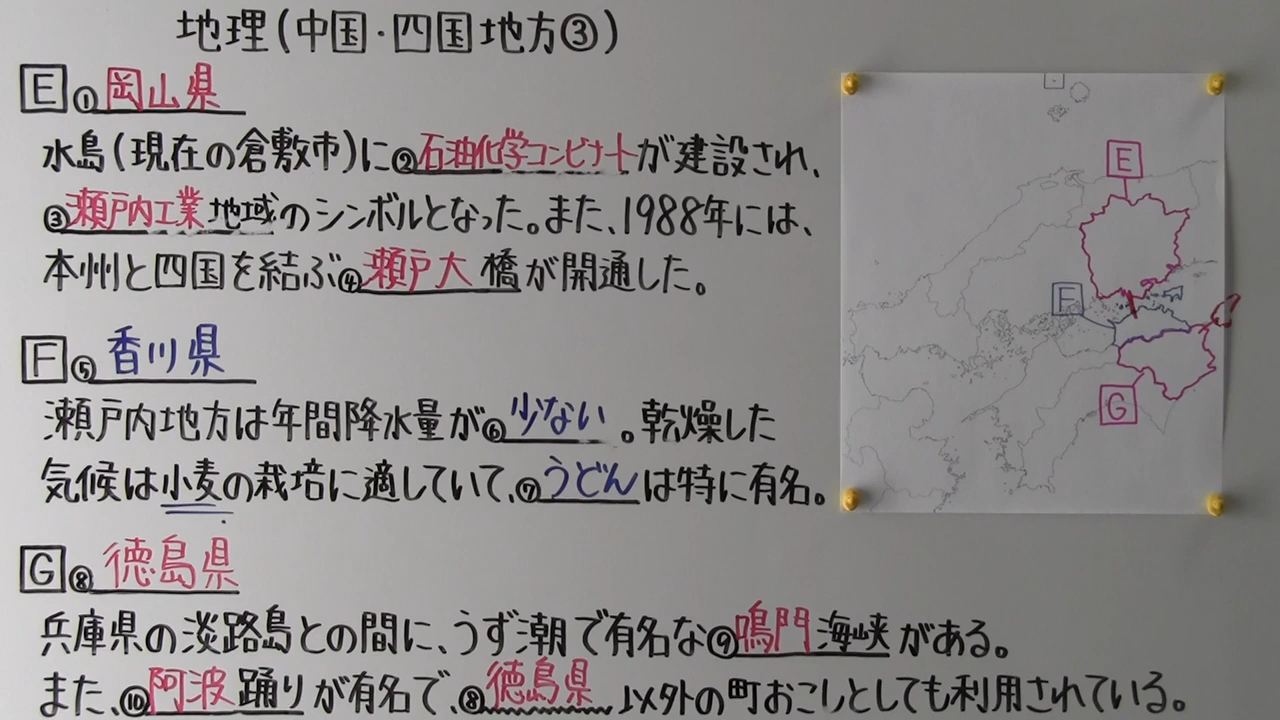 地理(中国・四国地方③)
E ①岡山県
水島(現在の倉敷市)に②石油化学コンビナートが建設され、
③瀬戸内工業地域のシンボルとなった。また、1988年には、
本州と四国を結ぶ④瀬戸大橋が開通した。
F ⑤香川県
瀬戸内地方は年間降水量が⑥少ない。乾燥した
気候は小麦の栽培に適していて、⑦うどんは特に有名。
G ⑧徳島県
兵庫県の淡路島との間に、うず潮で有名な⑨鳴門海峡がある。
また、⑩阿波踊りが有名で、⑧徳島県以外の町おこしとしても利用されている。
E
F
G